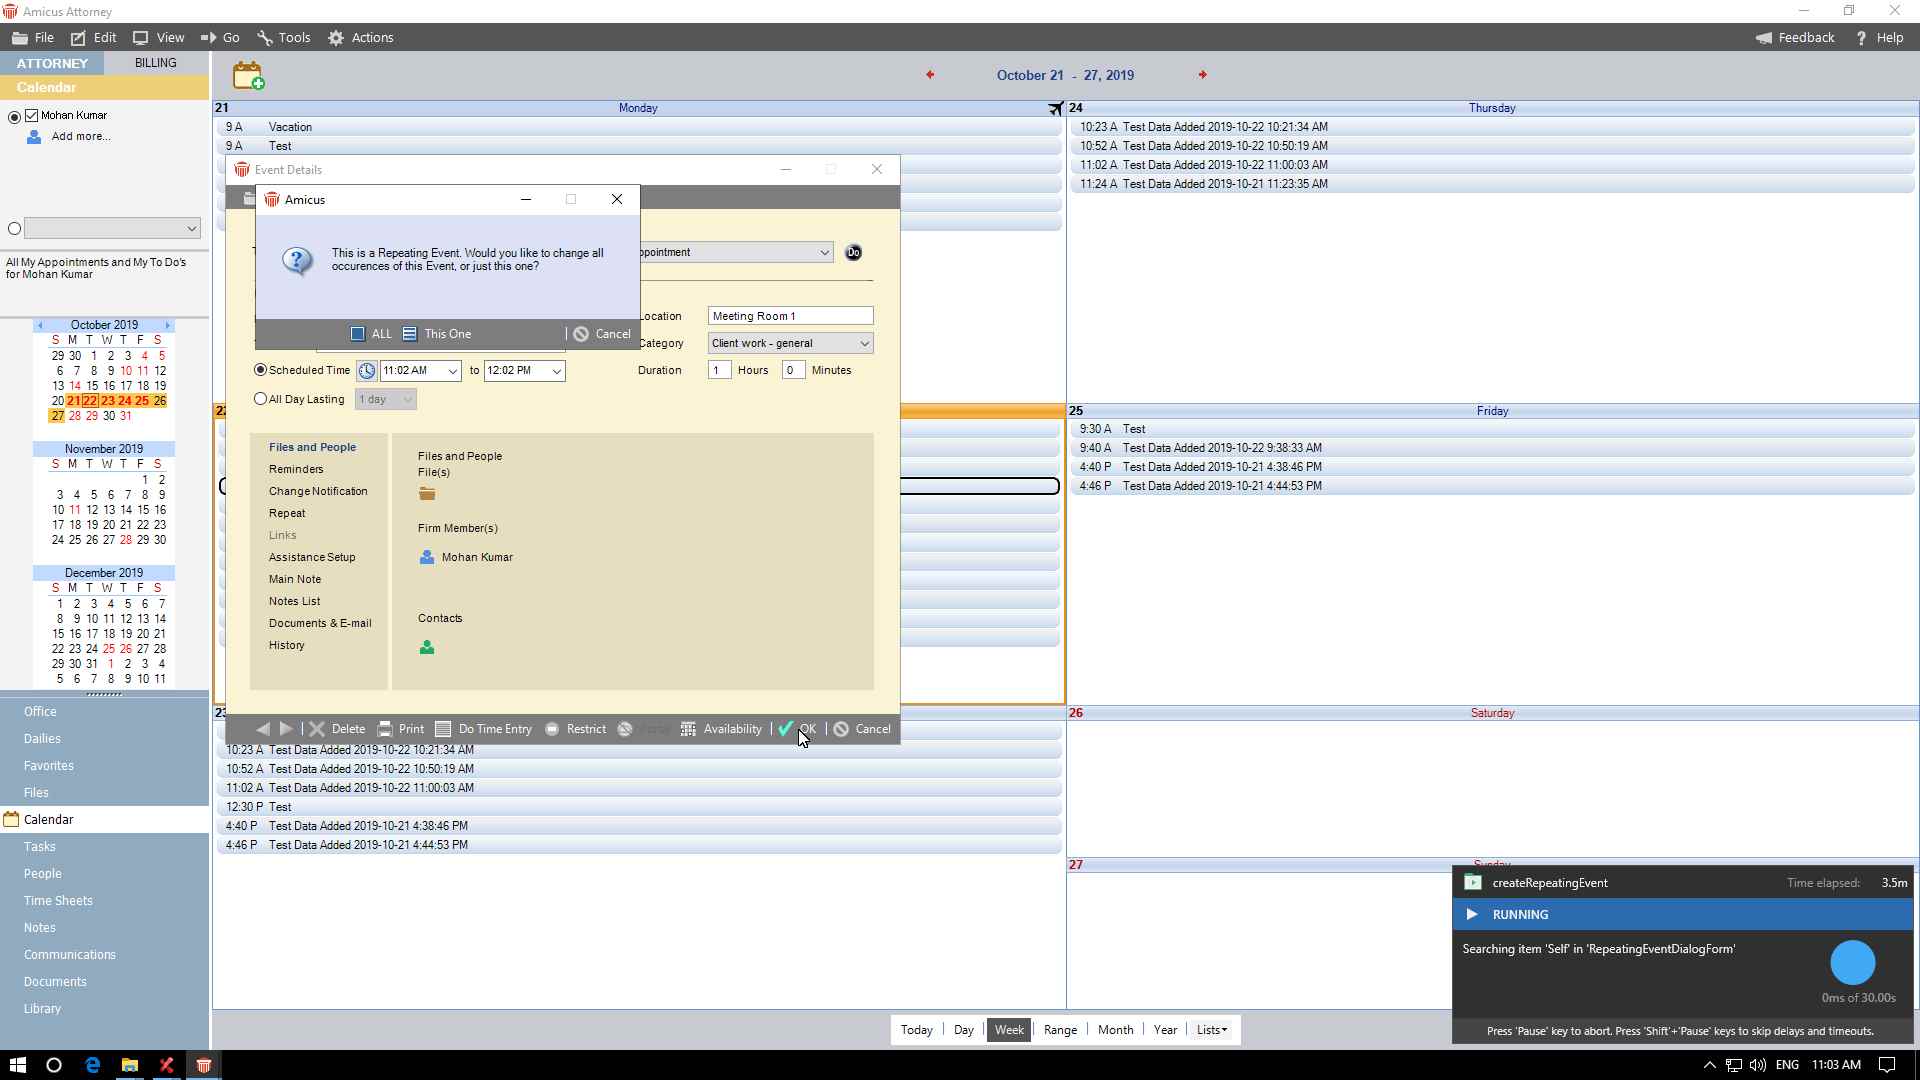 Amicus Attorney
File Edit View Go Tools Actions Feedback Help
ATTORNEY BILLING
Calendar
Mohan Kumar
Add more...
All My Appointments and My To Do's
for Mohan Kumar
October 2019
S M T W T F S
29 30 1 2 3 4 5
6 7 8 9 10 11 12
13 14 15 16 17 18 19
20 21 22 23 24 25 26
27 28 29 30 31
November 2019
S M T W T F S
1 2
3 4 5 6 7 8 9
10 11 12 13 14 15 16
17 18 19 20 21 22 23
24 25 26 27 28 29 30
December 2019
S M T W T F S
1 2 3 4 5 6 7
8 9 10 11 12 13 14
15 16 17 18 19 20 21
22 23 24 25 26 27 28
29 30 31 1 2 3 4
5 6 7 8 9 10 11
Office
Dailies
Favorites
Files
Calendar
Tasks
People
Time Sheets
Notes
Communications
Documents
Library
October 21 - 27, 2019
21 Monday
9 A Vacation
9 A Test
Event Details
Amicus
This is a Repeating Event. Would you like to change all
occurences of this Event, or just this one?
ALL This One Cancel
ppointment Do
ocation Meeting Room 1
ategory Client work - general
Scheduled Time 11:02 AM to 12:02 PM Duration 1 Hours 0 Minutes
All Day Lasting 1 day
Files and People
Reminders
Change Notification
Repeat
Links
Assistance Setup
Main Note
Notes List
Documents & E-mail
History
Files and People
File(s)
Firm Member(s)
Mohan Kumar
Contacts
Delete Print Do Time Entry Restrict Availability OK Cancel
22
23
10:23 A Test Data Added 2019-10-22 10:21:34 AM
10:52 A Test Data Added 2019-10-22 10:50:19 AM
11:02 A Test Data Added 2019-10-22 11:00:03 AM
12:30 P Test
4:40 P Test Data Added 2019-10-21 4:38:46 PM
4:46 P Test Data Added 2019-10-21 4:44:53 PM
24 Thursday
10:23 A Test Data Added 2019-10-22 10:21:34 AM
10:52 A Test Data Added 2019-10-22 10:50:19 AM
11:02 A Test Data Added 2019-10-22 11:00:03 AM
11:24 A Test Data Added 2019-10-21 11:23:35 AM
25 Friday
9:30 A Test
9:40 A Test Data Added 2019-10-22 9:38:33 AM
4:40 P Test Data Added 2019-10-21 4:38:46 PM
4:46 P Test Data Added 2019-10-21 4:44:53 PM
26 Saturday
27 Sunday
createRepeatingEvent Time elapsed: 3.5m
RUNNING
Searching item 'Self' in 'RepeatingEventDialogForm'
0ms of 30.00s
Press 'Pause' key to abort. Press 'Shift'+'Pause' keys to skip delays and timeouts.
Today Day Week Range Month Year Lists
ENG 11:03 AM